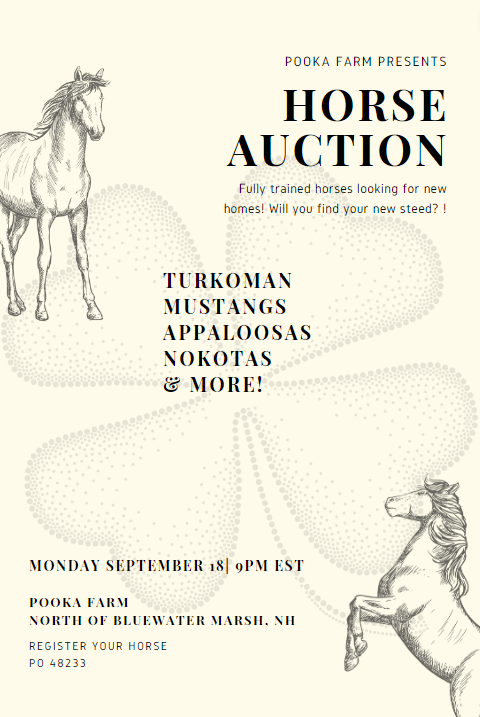 POOKA FARM PRESENTS
HORSE
AUCTION
Fully trained horses looking for new
homes! Will you find your new steed? !
TURKOMAN
MUSTANGS
APPALOOSAS
NOKOTAS
& MORE!
MONDAY SEPTEMBER 18| 9PM EST
POOKA FARM
NORTH OF BLUEWATER MARSH, NH
REGISTER YOUR HORSE
PO 48233